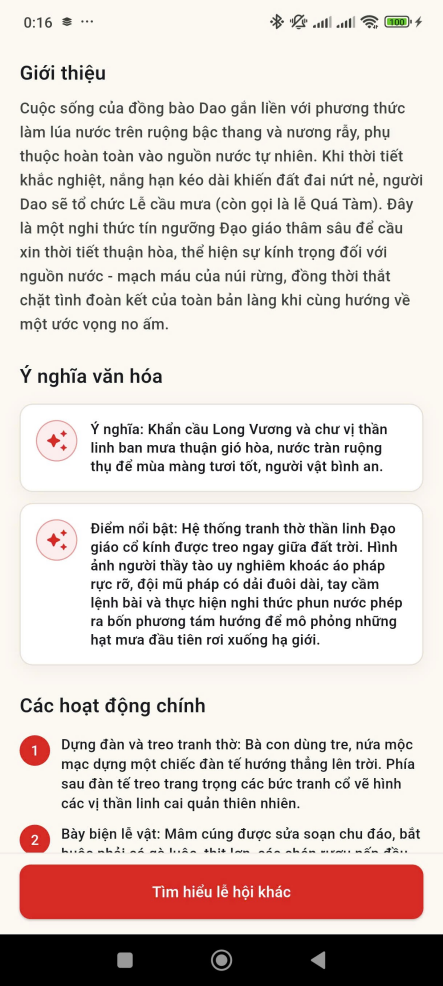 0:16
100
Giới thiệu
Cuộc sống của đồng bào Dao gắn liền với phương thức
làm lúa nước trên ruộng bậc thang và nương rẫy, phụ
thuộc hoàn toàn vào nguồn nước tự nhiên. Khi thời tiết
khắc nghiệt, nắng hạn kéo dài khiến đất đai nứt nẻ, người
Dao sẽ tổ chức Lễ cầu mưa (còn gọi là lễ Quá Tàm). Đây
là một nghi thức tín ngưỡng Đạo giáo thâm sâu để cầu
xin thời tiết thuận hòa, thể hiện sự kính trọng đối với
nguồn nước - mạch máu của núi rừng, đồng thời thắt
chặt tình đoàn kết của toàn bản làng khi cùng hướng về
một ước vọng no ấm.
Ý nghĩa văn hóa
Ý nghĩa: Khẩn cầu Long Vương và chư vị thần
linh ban mưa thuận gió hòa, nước tràn ruộng
thụ để mùa màng tươi tốt, người vật bình an.
Điểm nổi bật: Hệ thống tranh thờ thần linh Đạo
giáo cổ kính được treo ngay giữa đất trời. Hình
ảnh người thầy tào uy nghiêm khoác áo pháp
rực rỡ, đội mũ pháp có dải đuôi dài, tay cầm
lệnh bài và thực hiện nghi thức phun nước phép
ra bốn phương tám hướng để mô phỏng những
hạt mưa đầu tiên rơi xuống hạ giới.
Các hoạt động chính
1 Dựng đàn và treo tranh thờ: Bà con dùng tre, nứa mộc
mạc dựng một chiếc đàn tế hướng thẳng lên trời. Phía
sau đàn tế treo trang trọng các bức tranh cổ vẽ hình
các vị thần linh cai quản thiên nhiên.
2 Bày biện lễ vật: Mâm cúng được sửa soạn chu đáo, bắt
Tìm hiểu lễ hội khác